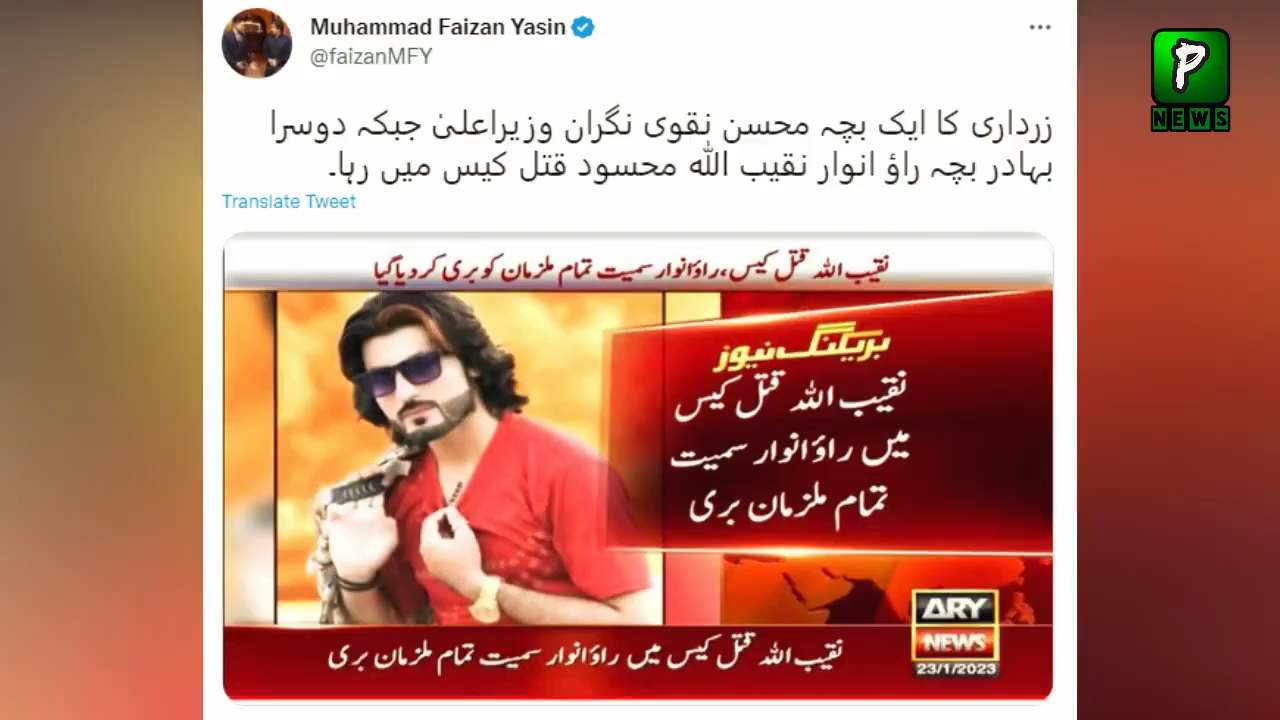 Muhammad Faizan Yasin
@faizanMFY
زرداری کا ایک بچہ محسن نقوی نگران وزیراعلیٰ جبکہ دوسرا
بہادر بچہ راؤ انوار نقیب اللّٰہ محسود قتل کیس میں رہا۔
Translate Tweet
نقیب اللہ قتل کیس، راؤ انوار سمیت تمام ملزمان کو بری کر دیا گیا
بریکنگ نیوز
نقیب اللہ قتل کیس
میں راؤ انوار سمیت
تمام ملزمان بری
نقیب اللہ قتل کیس میں راؤ انوار سمیت تمام ملزمان بری
ARY
NEWS
23/1/2023
P
NEWS